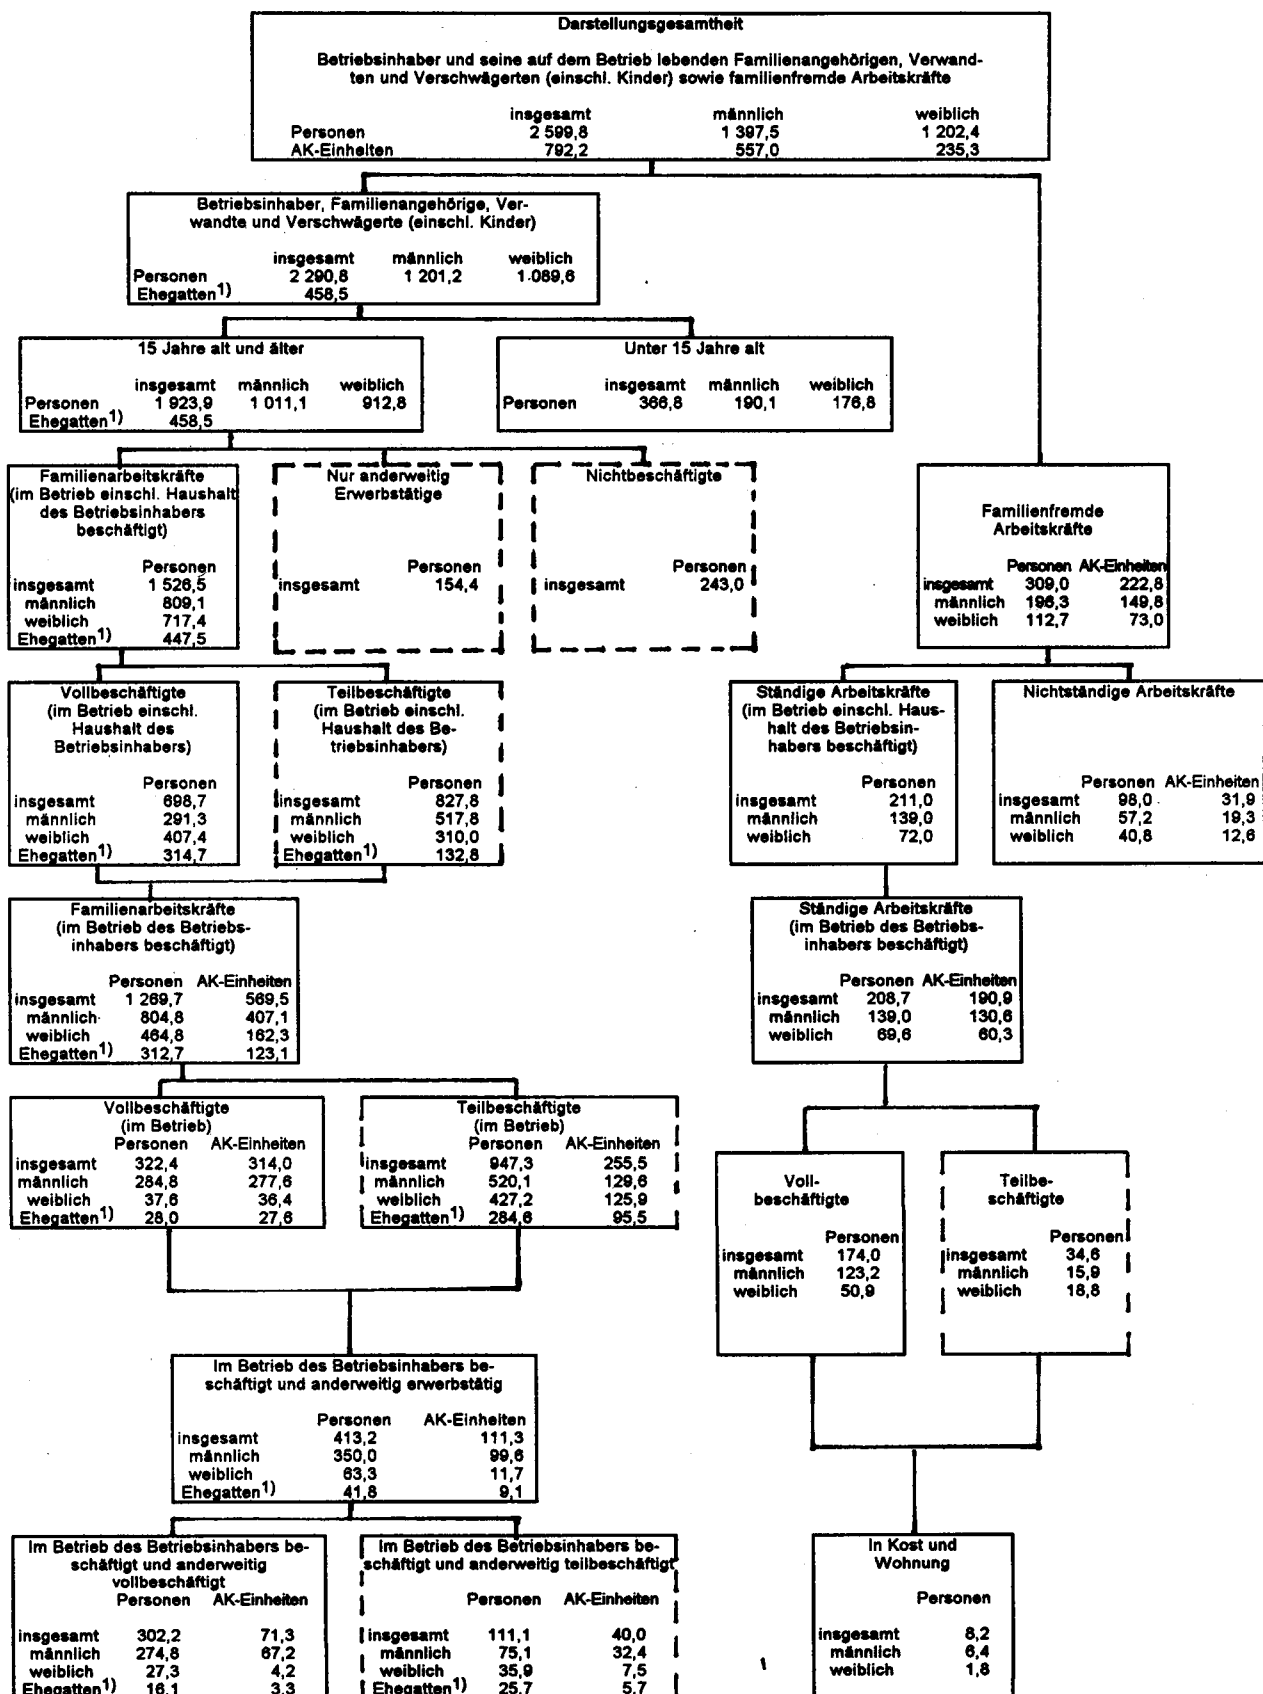 Darstellungsgesamtheit
Betriebsinhaber und seine auf dem Betrieb lebenden Familienangehörigen, Verwand-
ten und Verschwägerten (einschl. Kinder) sowie familienfremde Arbeitskräfte
insgesamt männlich weiblich
Personen 2 599,8 1 397,5 1 202,4
AK-Einheiten 792,2 557,0 235,3
Betriebsinhaber, Familienangehörige, Ver-
wandte und Verschwägerte (einschl. Kinder)
insgesamt männlich weiblich
Personen 2 290,8 1 201,2 1.089,6
Ehegatten1) 458,5
15 Jahre alt und älter
insgesamt männlich weiblich
Personen 1 923,9 1 011,1 912,8
Ehegatten1) 458,5
Unter 15 Jahre alt
insgesamt männlich weiblich
Personen 366,8 190,1 176,8
Familienarbeitskräfte
(im Betrieb einschl. Haushalt
des Betriebsinhabers
beschäftigt)
Personen
insgesamt 1 526,5
männlich 809,1
weiblich 717,4
Ehegatten1) 447,5
Nur anderweitig
Erwerbstätige
Personen
insgesamt 154,4
Nichtbeschäftigte
Personen
insgesamt 243,0
Familienfremde
Arbeitskräfte
Personen AK-Einheiten
insgesamt 309,0 222,8
männlich 196,3 149,8
weiblich 112,7 73,0
Vollbeschäftigte
(im Betrieb einschl.
Haushalt des
Betriebsinhabers)
Personen
insgesamt 698,7
männlich 291,3
weiblich 407,4
Ehegatten1) 314,7
Teilbeschäftigte
(im Betrieb einschl.
Haushalt des Be-
triebsinhabers)
Personen
insgesamt 827,8
männlich 517,8
weiblich 310,0
Ehegatten1) 132,8
Ständige Arbeitskräfte
(im Betrieb einschl. Haus-
halt des Betriebsin-
habers beschäftigt)
Personen
insgesamt 211,0
männlich 139,0
weiblich 72,0
Nichtständige Arbeitskräfte
Personen AK-Einheiten
insgesamt 98,0 31,9
männlich 57,2 19,3
weiblich 40,8 12,6
Familienarbeitskräfte
(im Betrieb des Betriebs-
inhabers beschäftigt)
Personen AK-Einheiten
insgesamt 1 269,7 569,5
männlich 804,8 407,1
weiblich 464,8 162,3
Ehegatten1) 312,7 123,1
Ständige Arbeitskräfte
(im Betrieb des Betriebs-
inhabers beschäftigt)
Personen AK-Einheiten
insgesamt 208,7 190,9
männlich 139,0 130,6
weiblich 69,6 60,3
Vollbeschäftigte
(im Betrieb)
Personen AK-Einheiten
insgesamt 322,4 314,0
männlich 284,8 277,6
weiblich 37,6 36,4
Ehegatten1) 28,0 27,6
Teilbeschäftigte
(im Betrieb)
Personen AK-Einheiten
insgesamt 947,3 255,5
männlich 520,1 129,6
weiblich 427,2 125,9
Ehegatten1) 284,6 95,5
Voll-
beschäftigte
Personen
insgesamt 174,0
männlich 123,2
weiblich 50,9
Teilbe-
schäftigte
Personen
insgesamt 34,6
männlich 15,9
weiblich 18,8
Im Betrieb des Betriebsinhabers be-
schäftigt und anderweitig erwerbstätig
Personen AK-Einheiten
insgesamt 413,2 111,3
männlich 350,0 99,6
weiblich 63,3 11,7
Ehegatten1) 41,8 9,1
Im Betrieb des Betriebsinhabers be-
schäftigt und anderweitig
vollbeschäftigt
Personen AK-Einheiten
insgesamt 302,2 71,3
männlich 274,8 67,2
weiblich 27,3 4,2
Ehegatten1) 16,1 3,3
Im Betrieb des Betriebsinhabers be-
schäftigt und anderweitig teilbeschäftigt
Personen AK-Einheiten
insgesamt 111,1 40,0
männlich 75,1 32,4
weiblich 35,9 7,5
Ehegatten1) 25,7 5,7
In Kost und
Wohnung
Personen
insgesamt 8,2
männlich 6,4
weiblich 1,8